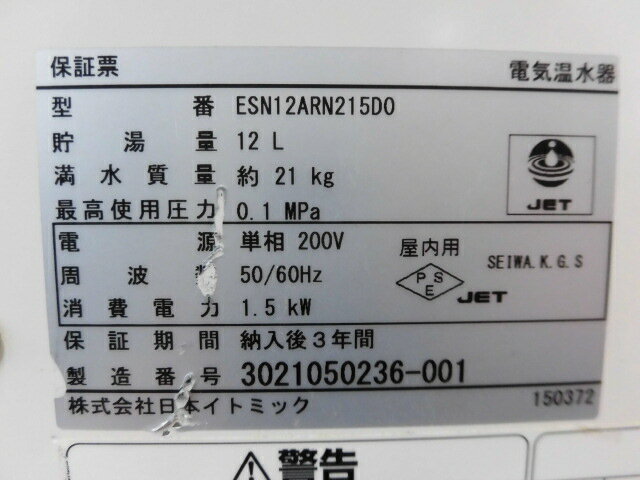 保証票 電気温水器
型番 ESN12ARN215D0
貯湯量 12 L
満水質量 約 21 kg
最高使用圧力 0.1 MPa
JET
電源 単相 200V 屋内用
周波数 50/60Hz PSE JET SEIWA.K.G.S
消費電力 1.5 kW
保証期間 納入後3年間
製造番号 3021050236-001
株式会社日本イトミック 150372
警告